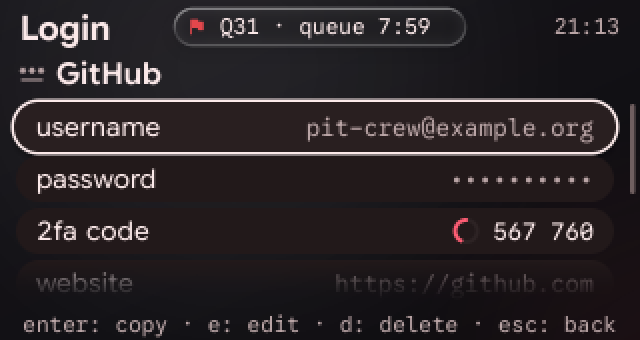 Login Q31 · queue 7:59 21:13
GitHub
username pit-crew@example.org
password ••••••••••
2fa code 567 760
website https://github.com
enter: copy · e: edit · d: delete · esc: back